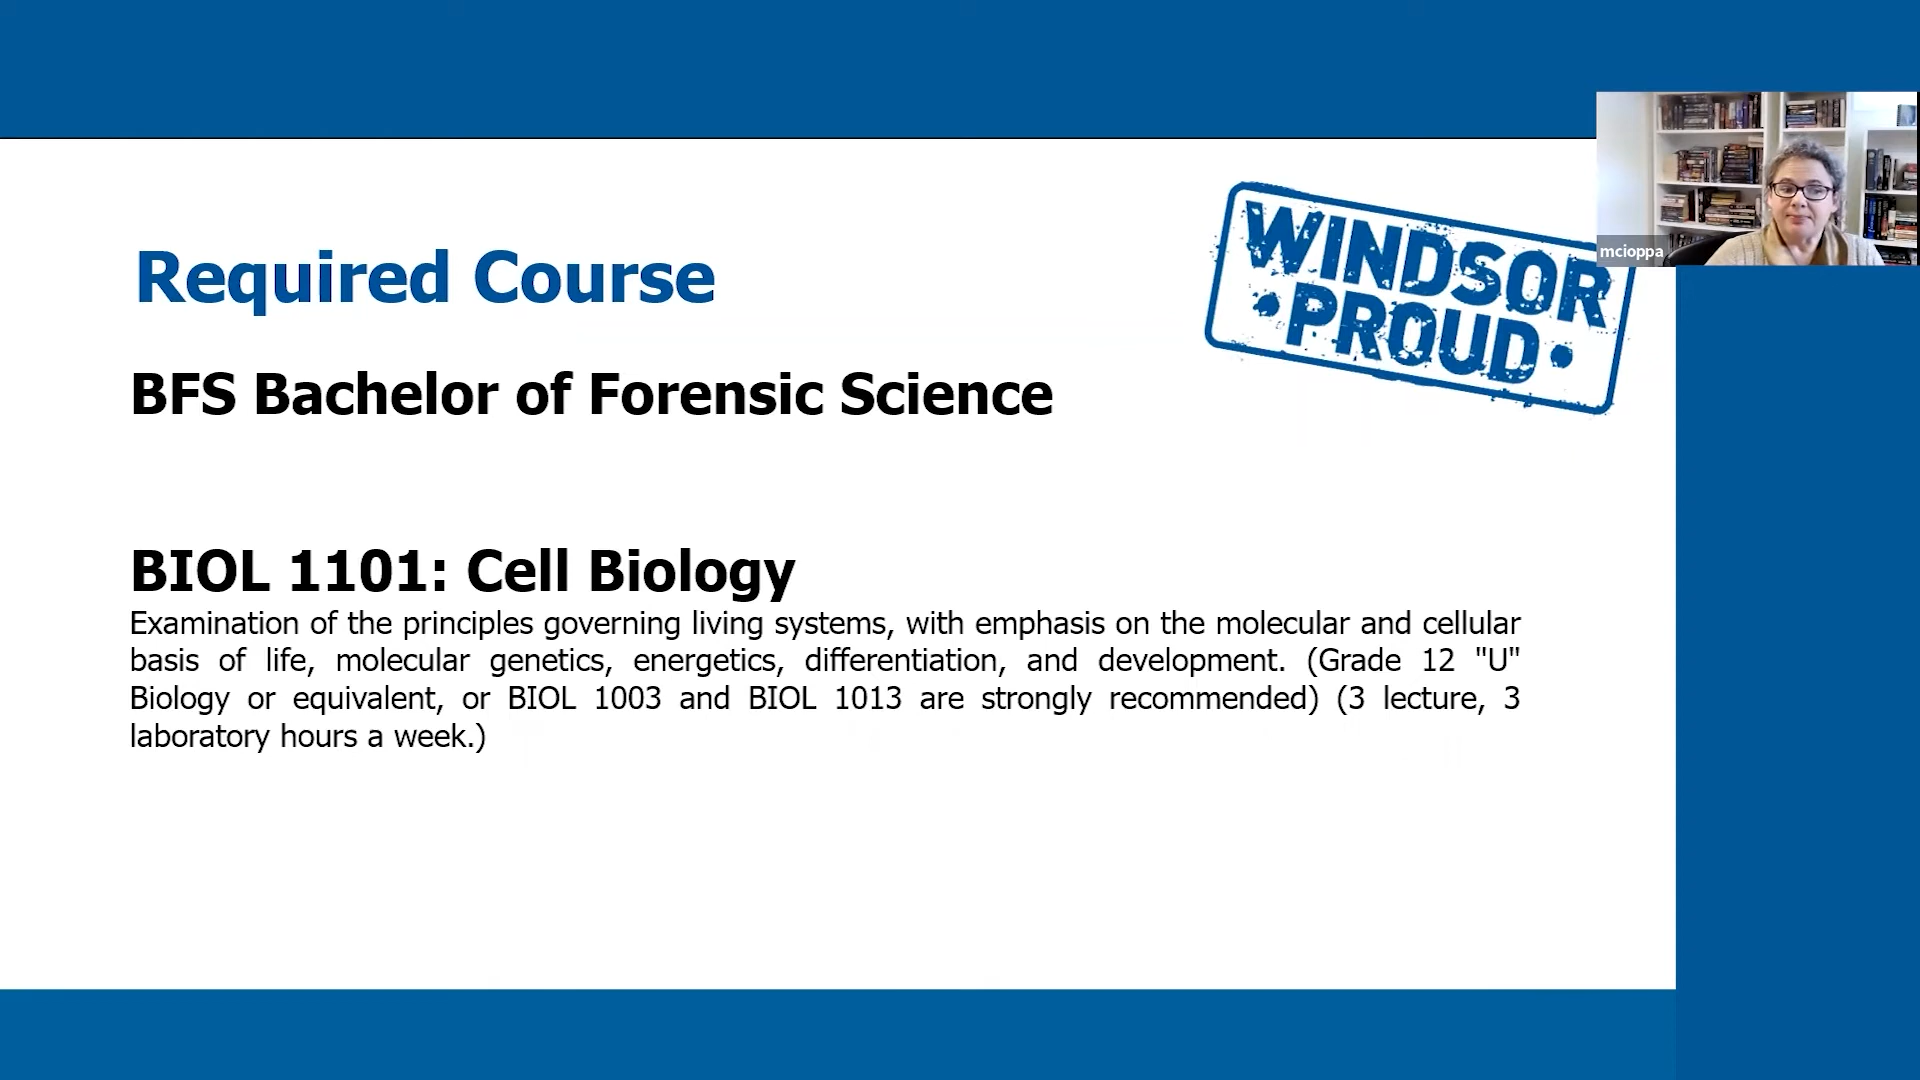 Required Course
WINDSOR
• PROUD •
mcioppa
BFS Bachelor of Forensic Science
BIOL 1101: Cell Biology
Examination of the principles governing living systems, with emphasis on the molecular and cellular
basis of life, molecular genetics, energetics, differentiation, and development. (Grade 12 "U"
Biology or equivalent, or BIOL 1003 and BIOL 1013 are strongly recommended) (3 lecture, 3
laboratory hours a week.)